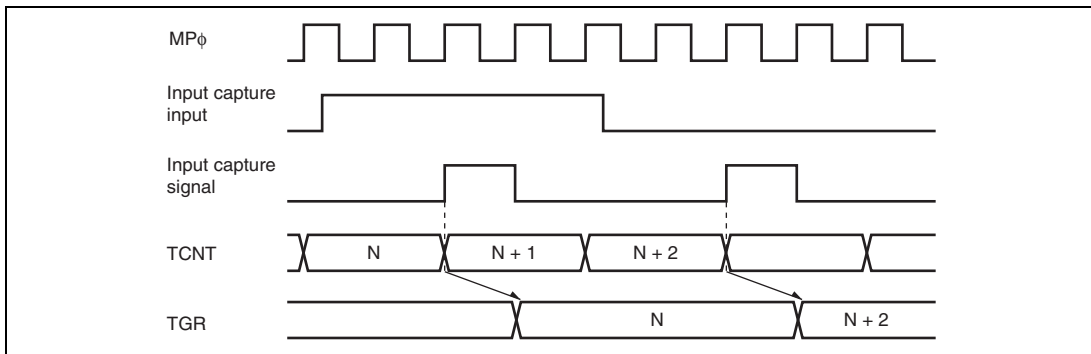 MPϕ
Input capture
input
Input capture
signal
TCNT
N
N + 1
N + 2
TGR
N
N + 2